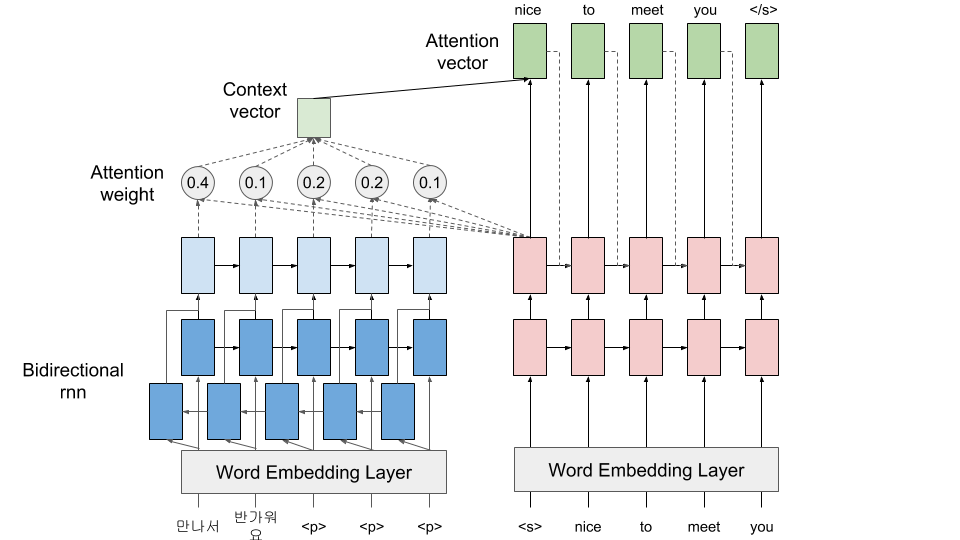 nice to meet you </s>
Attention
vector
Context
vector
Attention
weight
0.4 0.1 0.2 0.2 0.1
Bidirectional
rnn
Word Embedding Layer
Word Embedding Layer
만나서 반가워 <p> <p> <p>
요
<s> nice to meet you